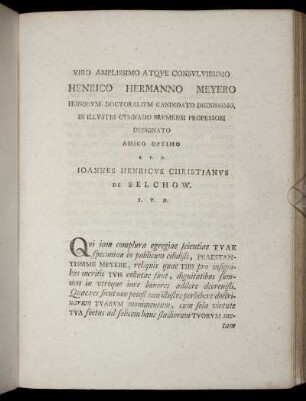 VIRO AMPLISSIMO ATQVE CONSVLTISSIMO
HENRICO HERMANNO MEYERO
HONORVM DOCTORALIVM CANDIDATO DIGNISSIMO,
IN ILLVSTRI GYMNASIO BREMENSI PROFESSORI
DESIGNATO
AMICO OPTIMO
S. P. D.
IOANNES HENRICVS CHRISTIANVS
DE SELCHOW.
I. V. D.
Qui iam complura egregiae scientiae TVAE
specimina in publicum edidisti, PRAESTAN-
TISSIME MEYERE, reliquis quae TIBI pro insigni-
bus meritis TVIS collatae sunt, dignitatibus sum-
mos in vtroque iure honores addere decrevisti.
Quae res sicut non potest non illustre perhibere doctri-
narum TVARVM monumentum, cum sola virtute
TVA fretus ad felicem hanc studiorum TVORVM me-
tam